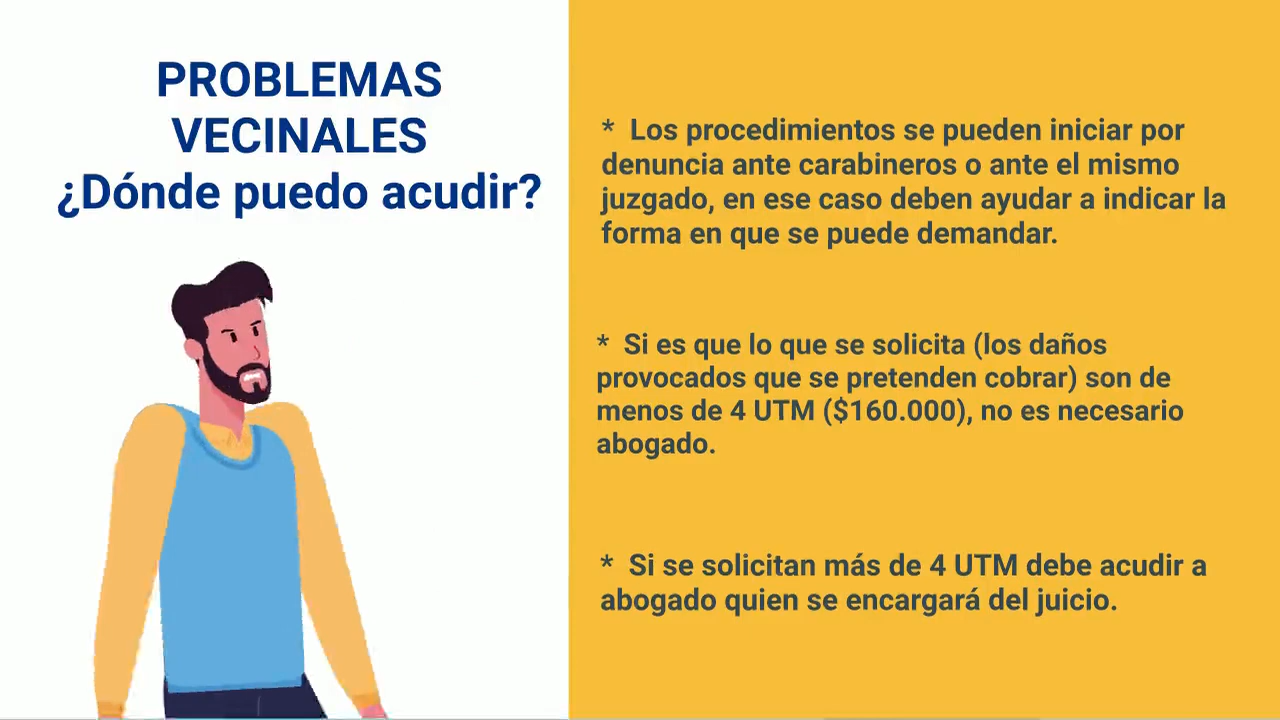 PROBLEMAS
VECINALES
¿Dónde puedo acudir?
* Los procedimientos se pueden iniciar por
denuncia ante carabineros o ante el mismo
juzgado, en ese caso deben ayudar a indicar la
forma en que se puede demandar.
* Si es que lo que se solicita (los daños
provocados que se pretenden cobrar) son de
menos de 4 UTM ($160.000), no es necesario
abogado.
* Si se solicitan más de 4 UTM debe acudir a
abogado quien se encargará del juicio.